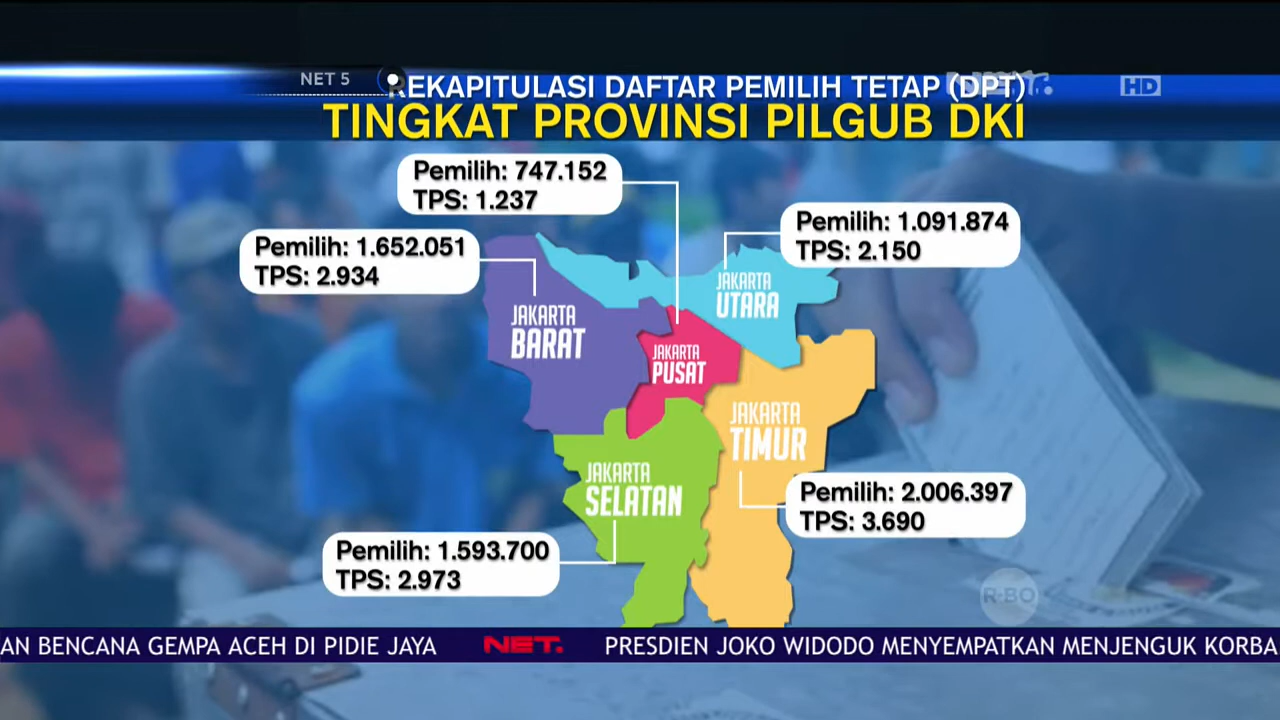 NET 5
REKAPITULASI DAFTAR PEMILIH TETAP (DPT)
HD
TINGKAT PROVINSI PILGUB DKI
Pemilih: 747.152
TPS: 1.237
Pemilih: 1.091.874
TPS: 2.150
Pemilih: 1.652.051
TPS: 2.934
JAKARTA
UTARA
JAKARTA
BARAT
JAKARTA
PUSAT
JAKARTA
TIMUR
JAKARTA
SELATAN
Pemilih: 2.006.397
TPS: 3.690
Pemilih: 1.593.700
TPS: 2.973
R-BO
AN BENCANA GEMPA ACEH DI PIDIE JAYA NET. PRESDIEN JOKO WIDODO MENYEMPATKAN MENJENGUK KORBA